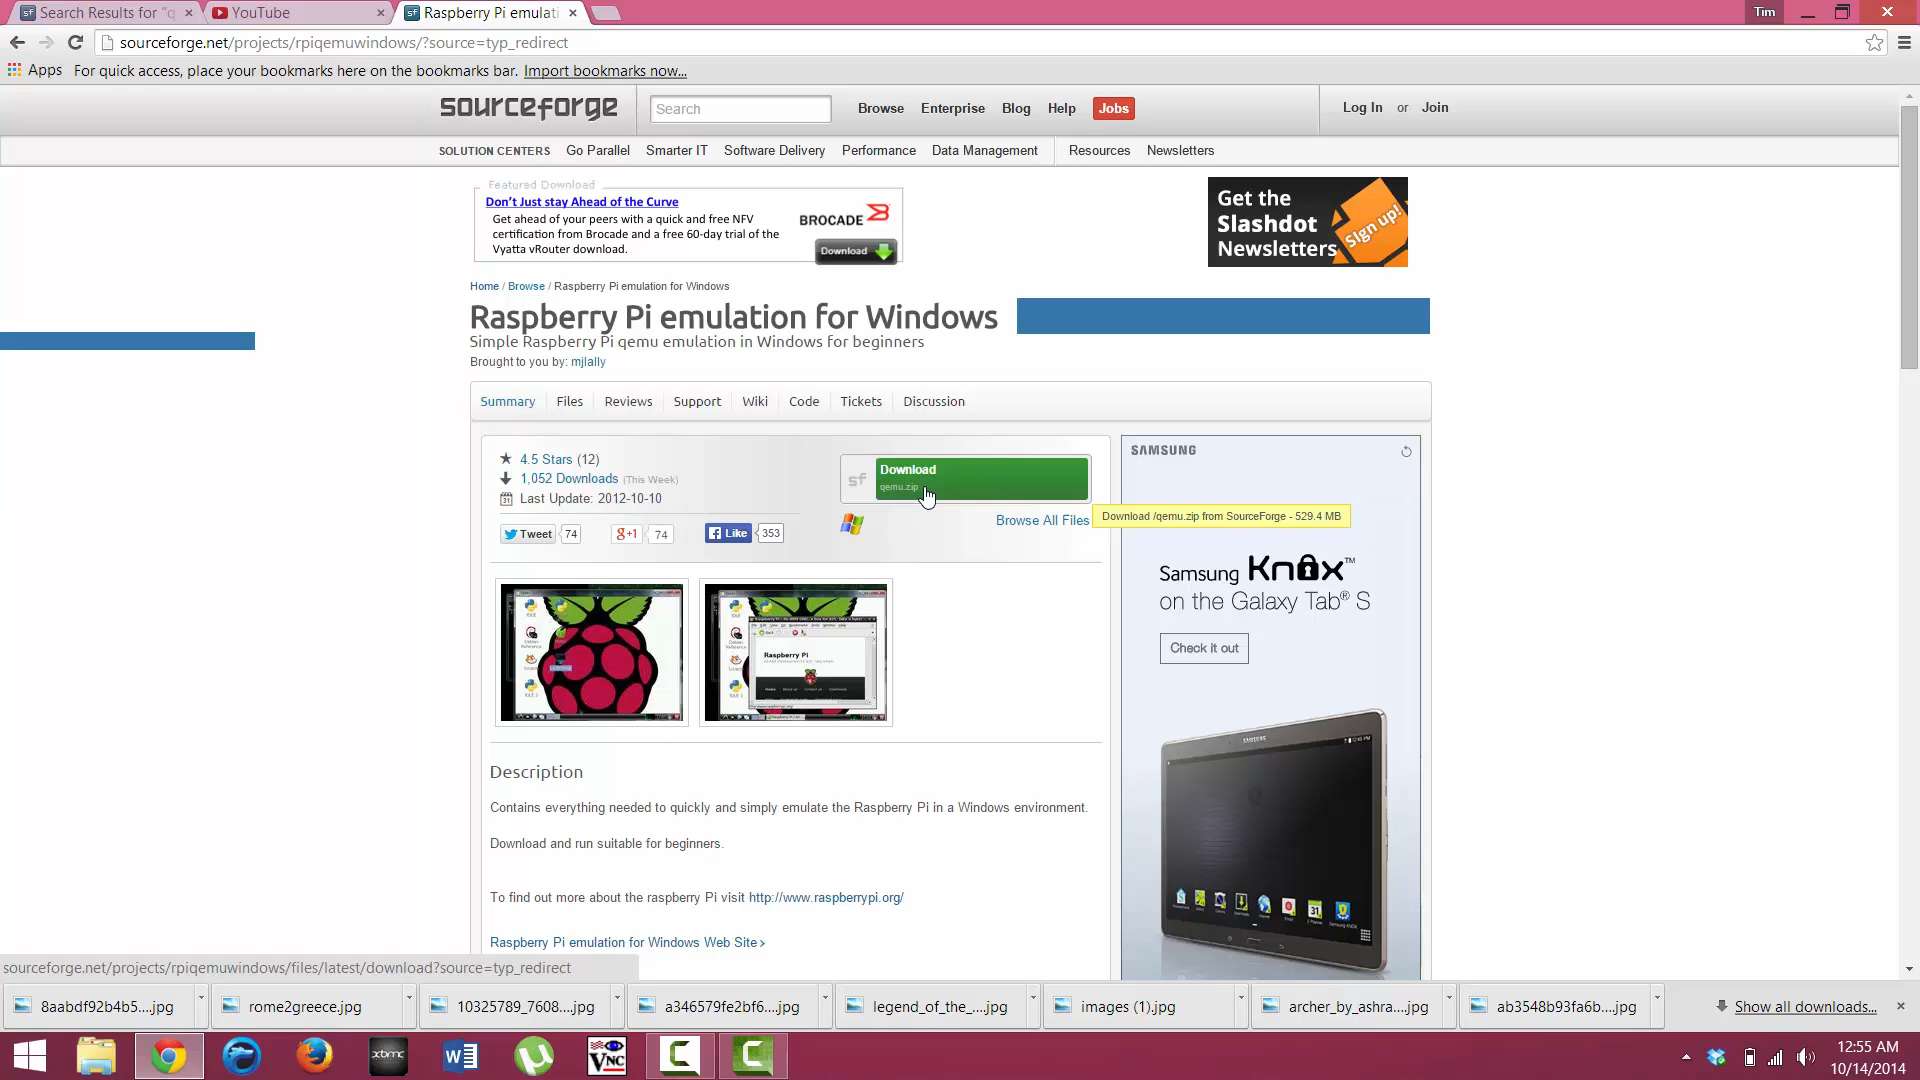 Search Results for "q
YouTube
Raspberry Pi emulati
Tim
sourceforge.net/projects/rpiqemuwindows/?source=typ_redirect
Apps
For quick access, place your bookmarks here on the bookmarks bar. Import bookmarks now...
sourceforge
Search
Browse
Enterprise
Blog
Help
Jobs
Log In or Join
SOLUTION CENTERS
Go Parallel
Smarter IT
Software Delivery
Performance
Data Management
Resources
Newsletters
Featured Download
Don't Just stay Ahead of the Curve
Get ahead of your peers with a quick and free NFV
certification from Brocade and a free 60-day trial of the
Vyatta vRouter download.
BROCADE
Download
Get the
Slashdot
Newsletters
Sign up!
Home / Browse / Raspberry Pi emulation for Windows
Raspberry Pi emulation for Windows
Simple Raspberry Pi qemu emulation in Windows for beginners
Brought to you by: mjlally
Summary
Files
Reviews
Support
Wiki
Code
Tickets
Discussion
4.5 Stars (12)
1,052 Downloads (This Week)
Last Update: 2012-10-10
Tweet 74
g+1 74
Like 353
sf
Download
qemu.zip
Browse All Files
Download /qemu.zip from SourceForge - 529.4 MB
SAMSUNG
Samsung Knox™
on the Galaxy Tab® S
Check it out
SAMSUNG
Raspberry Pi
Description
Contains everything needed to quickly and simply emulate the Raspberry Pi in a Windows environment.
Download and run suitable for beginners.
To find out more about the raspberry Pi visit http://www.raspberrypi.org/
Raspberry Pi emulation for Windows Web Site ›
sourceforge.net/projects/rpiqemuwindows/files/latest/download?source=typ_redirect
8aabdf92b4b5....jpg
rome2greece.jpg
10325789_7608....jpg
a346579fe2bf6....jpg
legend_of_the_....jpg
images (1).jpg
archer_by_ashra....jpg
ab3548b93fa6b....jpg
Show all downloads...
xbmc
VNC
12:55 AM
10/14/2014